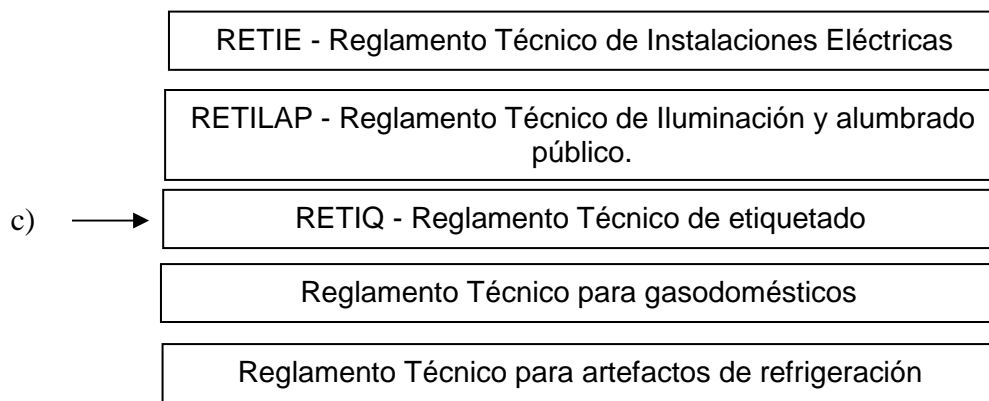 RETIE - Reglamento Técnico de Instalaciones Eléctricas
RETILAP - Reglamento Técnico de Iluminación y alumbrado
público.
c)
RETIQ - Reglamento Técnico de etiquetado
Reglamento Técnico para gasodomésticos
Reglamento Técnico para artefactos de refrigeración